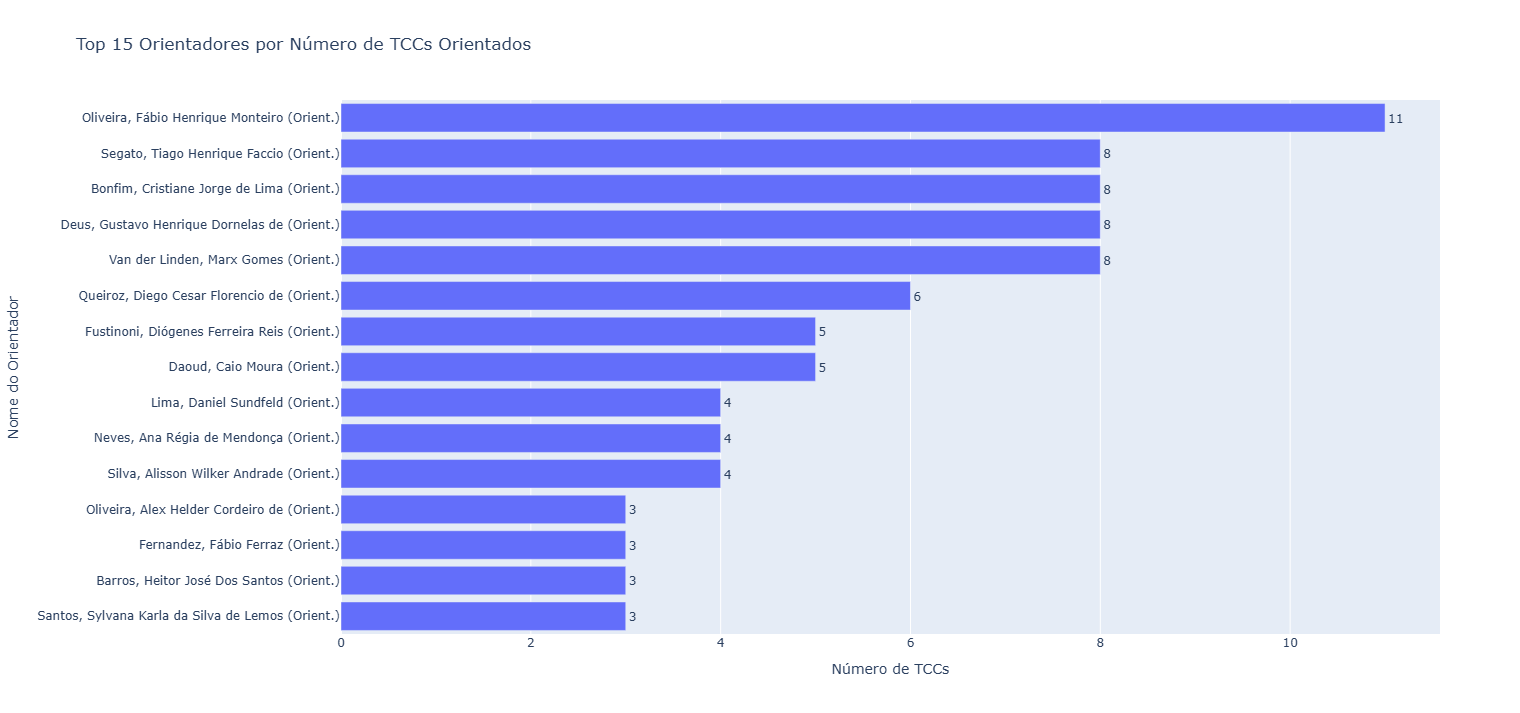 Top 15 Orientadores por Número de TCCs Orientados
Nome do Orientador
Oliveira, Fábio Henrique Monteiro (Orient.) 11
Segato, Tiago Henrique Faccio (Orient.) 8
Bonfim, Cristiane Jorge de Lima (Orient.) 8
Deus, Gustavo Henrique Dornelas de (Orient.) 8
Van der Linden, Marx Gomes (Orient.) 8
Queiroz, Diego Cesar Florencio de (Orient.) 6
Fustinoni, Diógenes Ferreira Reis (Orient.) 5
Daoud, Caio Moura (Orient.) 5
Lima, Daniel Sundfeld (Orient.) 4
Neves, Ana Régia de Mendonça (Orient.) 4
Silva, Alisson Wilker Andrade (Orient.) 4
Oliveira, Alex Helder Cordeiro de (Orient.) 3
Fernandez, Fábio Ferraz (Orient.) 3
Barros, Heitor José Dos Santos (Orient.) 3
Santos, Sylvana Karla da Silva de Lemos (Orient.) 3
0 2 4 6 8 10
Número de TCCs